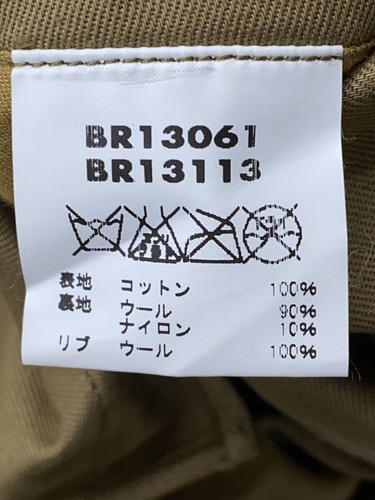 BR13061
BR13113
表地 コットン 100%
裏地 ウール 90%
ナイロン 10%
リブ ウール 100%